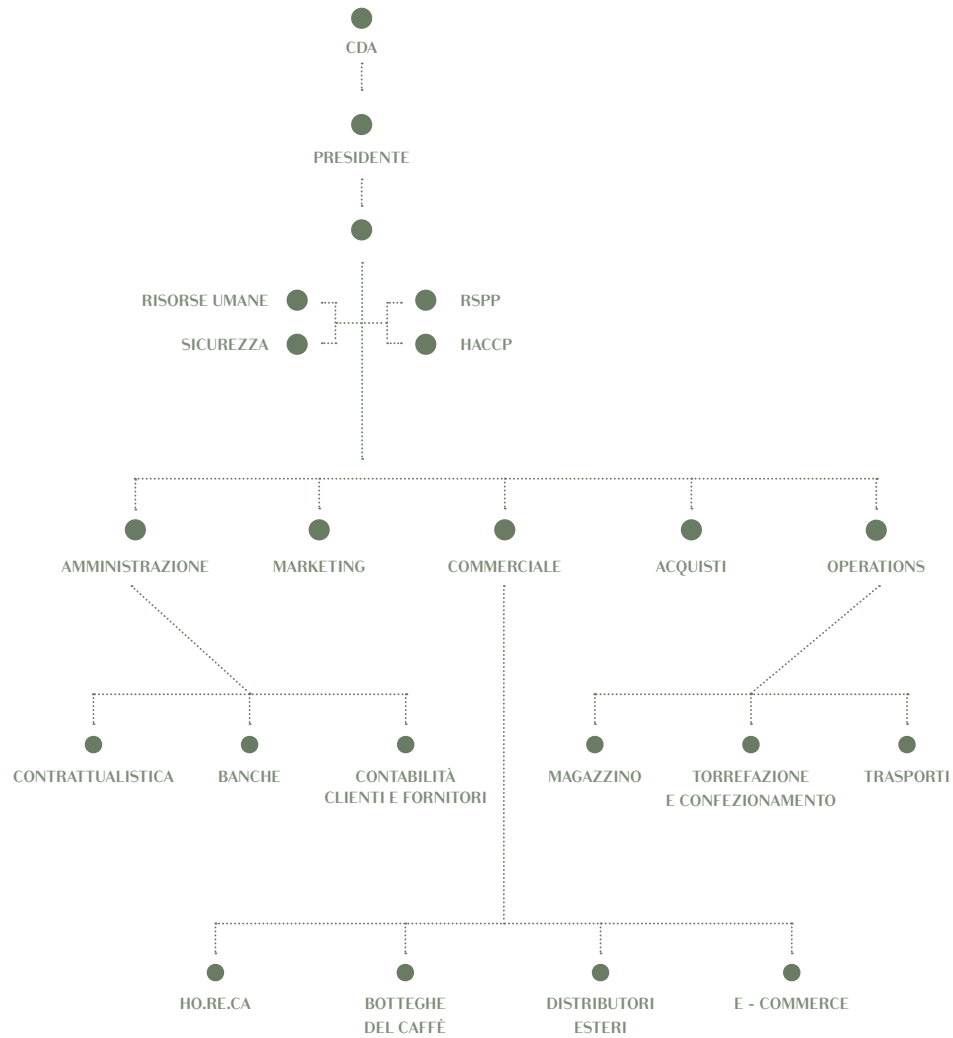 CDA
PRESIDENTE
RISORSE UMANE
RSPP
SICUREZZA
HACCP
AMMINISTRAZIONE
MARKETING
COMMERCIALE
ACQUISTI
OPERATIONS
CONTRATTUALISTICA
BANCHE
CONTABILITÀ
CLIENTI E FORNITORI
MAGAZZINO
TORREFAZIONE
E CONFEZIONAMENTO
TRASPORTI
HO.RE.CA
BOTTEGHE
DEL CAFFÈ
DISTRIBUTORI
ESTERI
E - COMMERCE